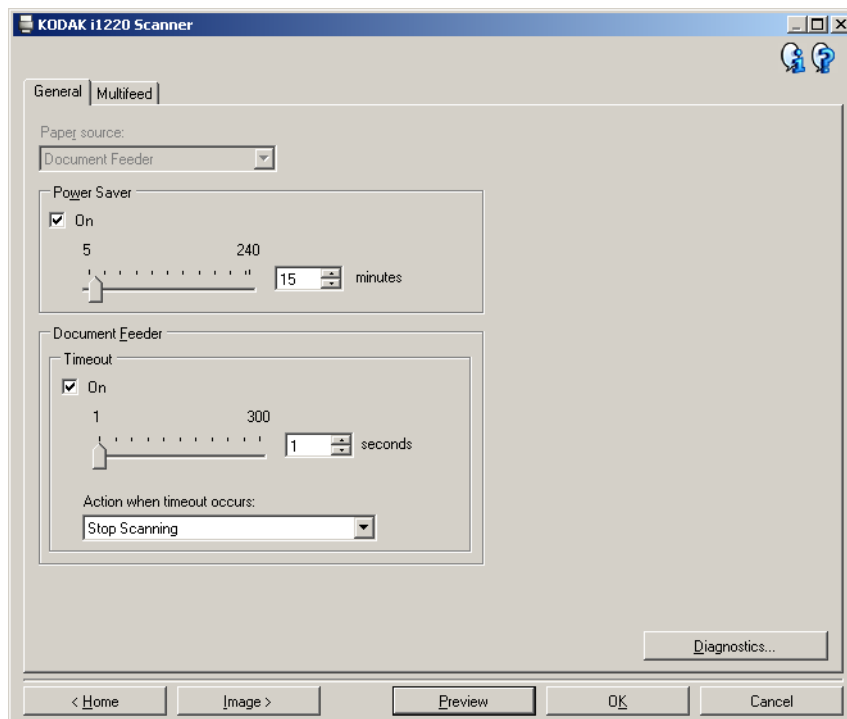 KODAK i1220 Scanner
General
Multifeed
Paper source:
Document Feeder
Power Saver
On
5 240
15 minutes
Document Feeder
Timeout
On
1 300
1 seconds
Action when timeout occurs:
Stop Scanning
Diagnostics...
< Home
Image >
Preview
OK
Cancel